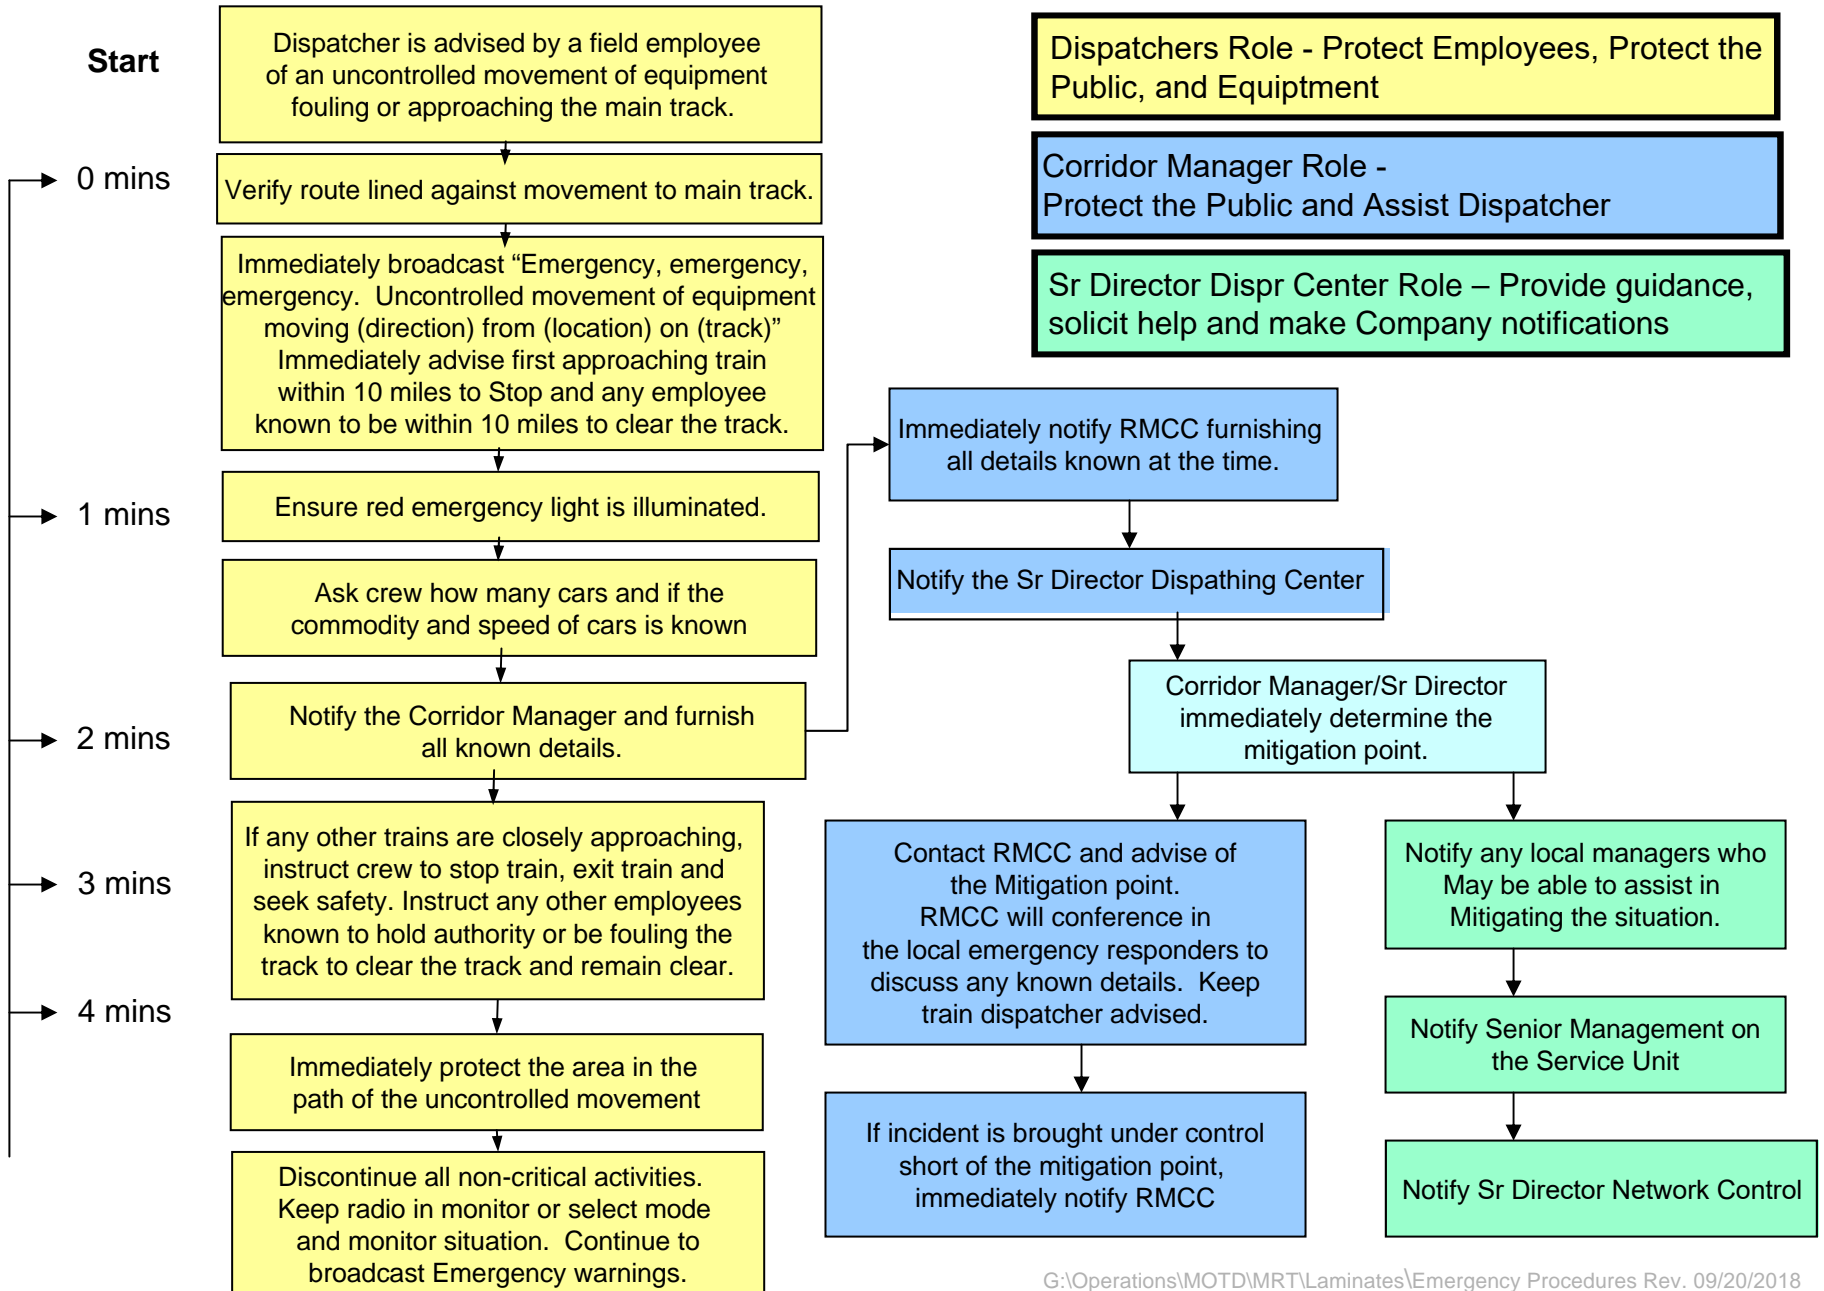 Start
0 mins
1 mins
2 mins
3 mins
4 mins
Dispatcher is advised by a field employee
of an uncontrolled movement of equipment
fouling or approaching the main track.
Verify route lined against movement to main track.
Immediately broadcast “Emergency, emergency,
emergency.  Uncontrolled movement of equipment
moving (direction) from (location) on (track)”
Immediately advise first approaching train
within 10 miles to Stop and any employee
known to be within 10 miles to clear the track.
Ensure red emergency light is illuminated.
Ask crew how many cars and if the
commodity and speed of cars is known
Notify the Corridor Manager and furnish
all known details.
If any other trains are closely approaching,
instruct crew to stop train, exit train and
seek safety. Instruct any other employees
known to hold authority or be fouling the
track to clear the track and remain clear.
Immediately protect the area in the
path of the uncontrolled movement
Discontinue all non-critical activities.
Keep radio in monitor or select mode
and monitor situation.  Continue to
broadcast Emergency warnings.
Dispatchers Role - Protect Employees, Protect the
Public, and Equiptment
Corridor Manager Role -
Protect the Public and Assist Dispatcher
Sr Director Dispr Center Role – Provide guidance,
solicit help and make Company notifications
Immediately notify RMCC furnishing
all details known at the time.
Notify the Sr Director Dispathing Center
Corridor Manager/Sr Director
immediately determine the
mitigation point.
Contact RMCC and advise of
the Mitigation point.
RMCC will conference in
the local emergency responders to
discuss any known details.  Keep
train dispatcher advised.
If incident is brought under control
short of the mitigation point,
immediately notify RMCC
Notify any local managers who
May be able to assist in
Mitigating the situation.
Notify Senior Management on
the Service Unit
Notify Sr Director Network Control
G:\Operations\MOTD\MRT\Laminates\Emergency Procedures Rev. 09/20/2018